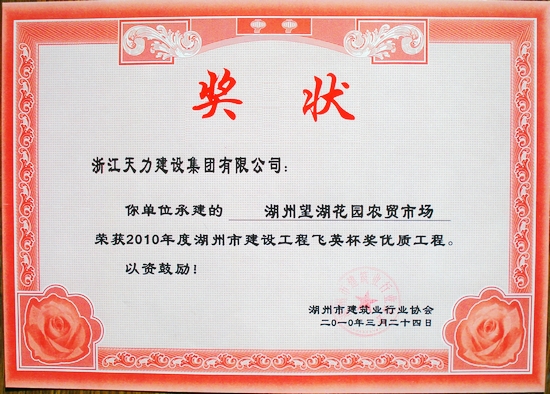 奖状
浙江天力建设集团有限公司：
你单位承建的 湖州望湖花园农贸市场
荣获2010年度湖州市建设工程飞英杯奖优质工程。
以资鼓励！
湖州市建筑业行业协会
二〇一〇年三月二十四日